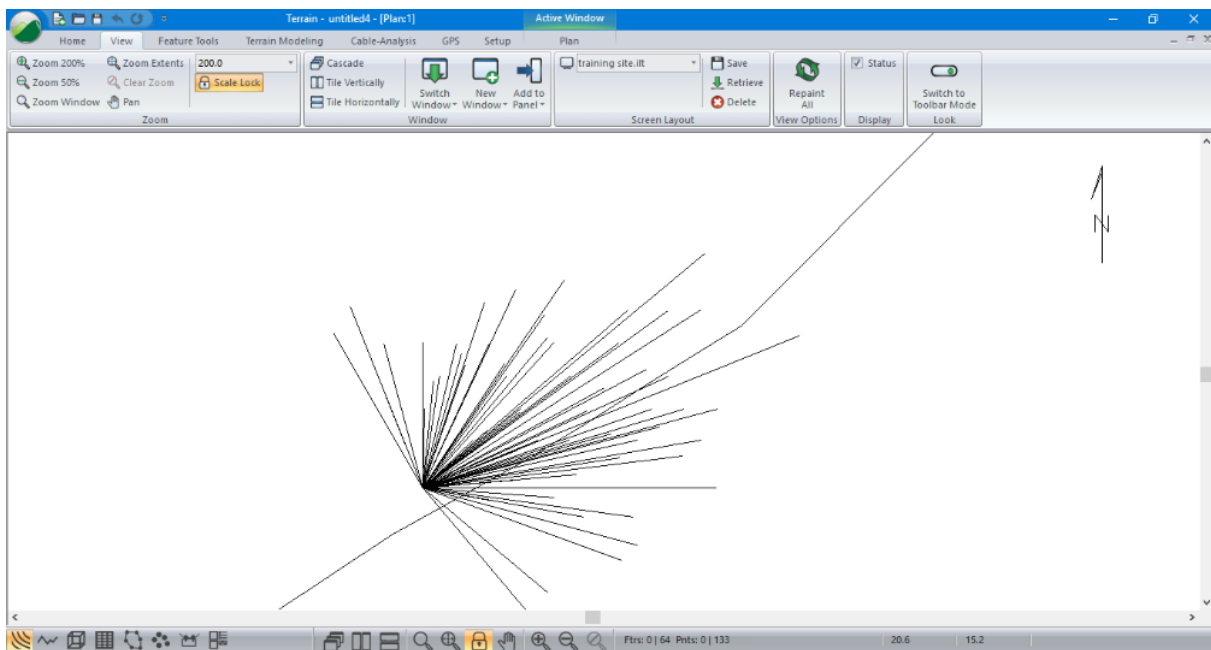 Terrain - untitled4 - [Plan:1] Active Window
Home View Feature Tools Terrain Modeling Cable-Analysis GPS Setup Plan
Zoom 200% Zoom Extents 200.0 Cascade training site.ilt Save Status
Zoom 50% Clear Zoom Scale Lock Tile Vertically Switch Window New Window Add to Panel Retrieve Repaint All Switch to Toolbar Mode
Zoom Window Pan Tile Horizontally Delete
Zoom Window Screen Layout View Options Display Look
N
Ftrs: 0 | 64 Pnts: 0 | 133 20.6 15.2